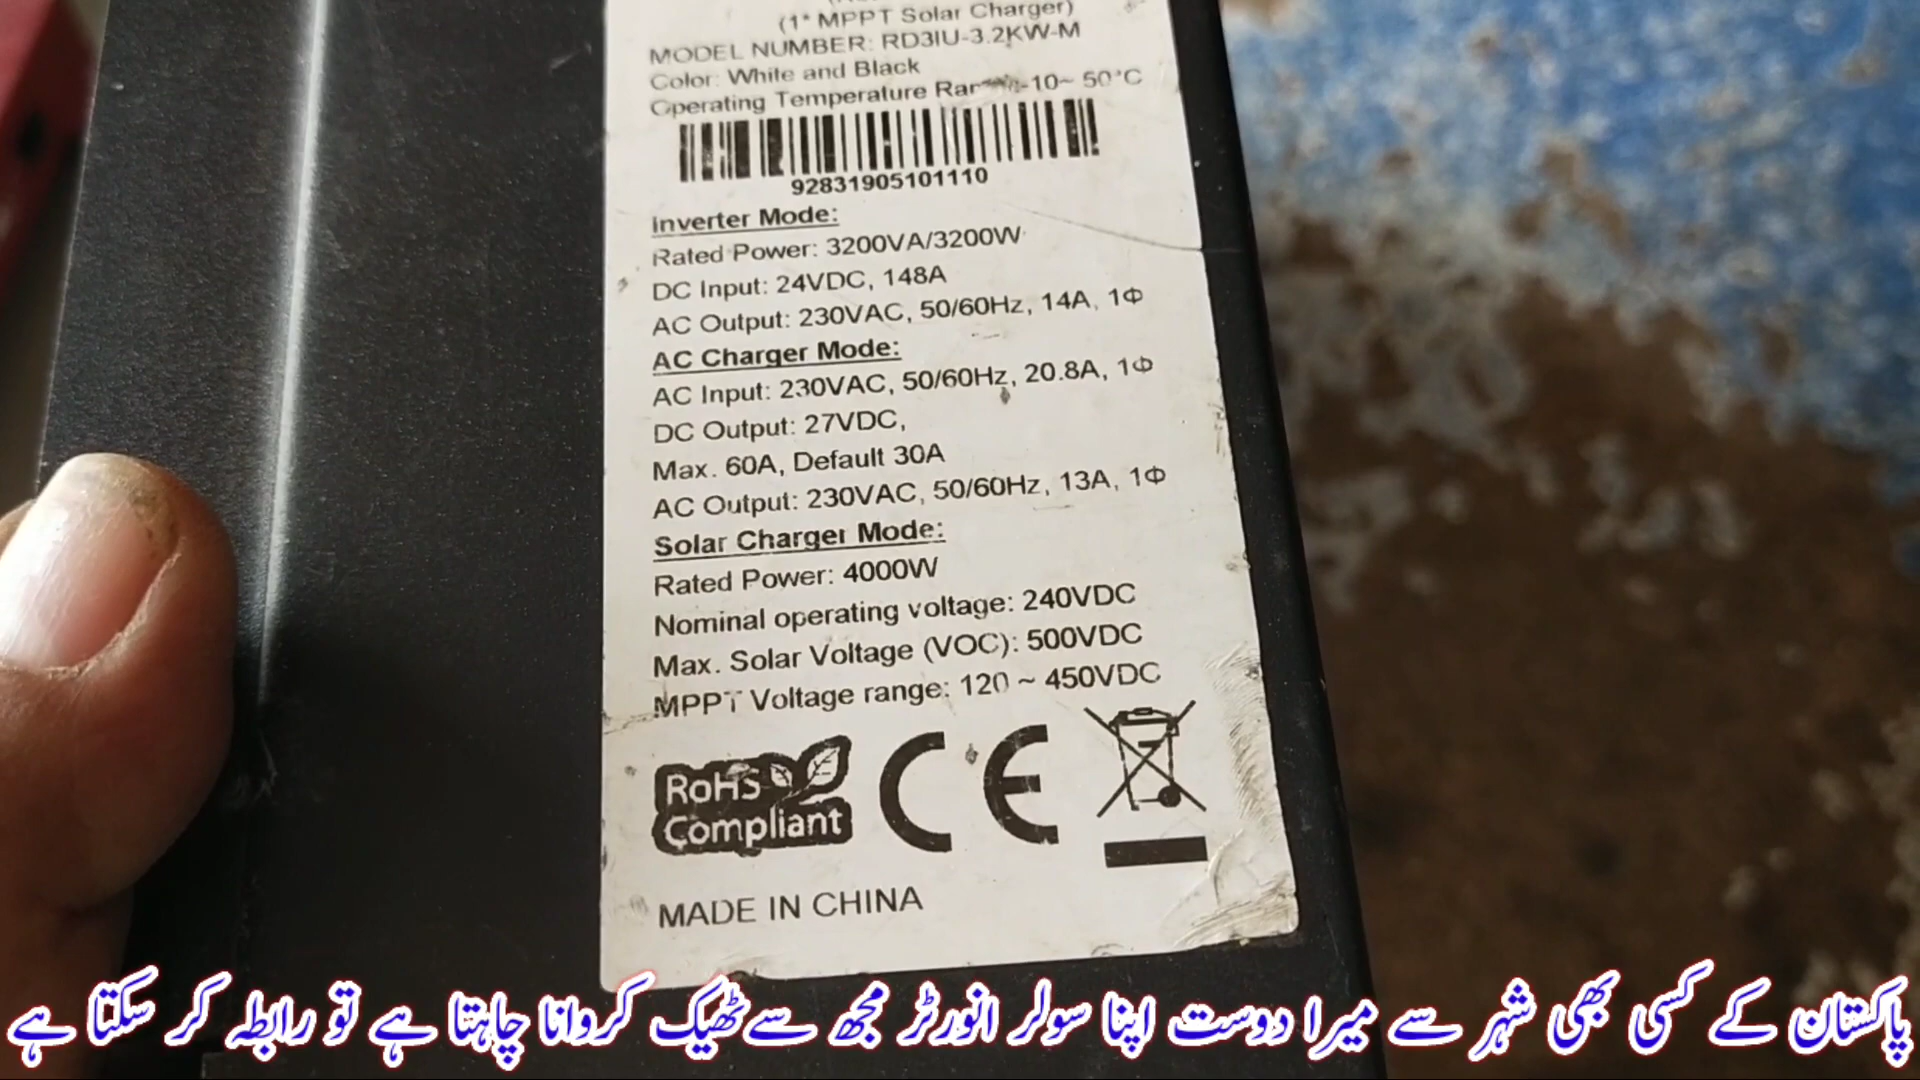 (1* MPPT Solar Charger)
MODEL NUMBER: RD3IU-3.2KW-M
Color: White and Black
Operating Temperature -10~ 50°C
92831905101110
Inverter Mode:
Rated Power: 3200VA/3200W
DC Input: 24VDC, 148A
AC Output: 230VAC, 50/60Hz, 14A, 1Φ
AC Charger Mode:
AC Input: 230VAC, 50/60Hz, 20.8A, 1Φ
DC Output: 27VDC,
Max. 60A, Default 30A
AC Output: 230VAC, 50/60Hz, 13A, 1Φ
Solar Charger Mode:
Rated Power: 4000W
Nominal operating voltage: 240VDC
Max. Solar Voltage (VOC): 500VDC
MPPT Voltage range: 120 ~ 450VDC
RoHS
Compliant
CE
MADE IN CHINA
پاکستان کے کسی بھی شہر سے میرا دوست اپنا سولر انورٹر مجھ سے ٹھیک کروانا چاہتا ہے تو رابطہ کر سکتا ہے